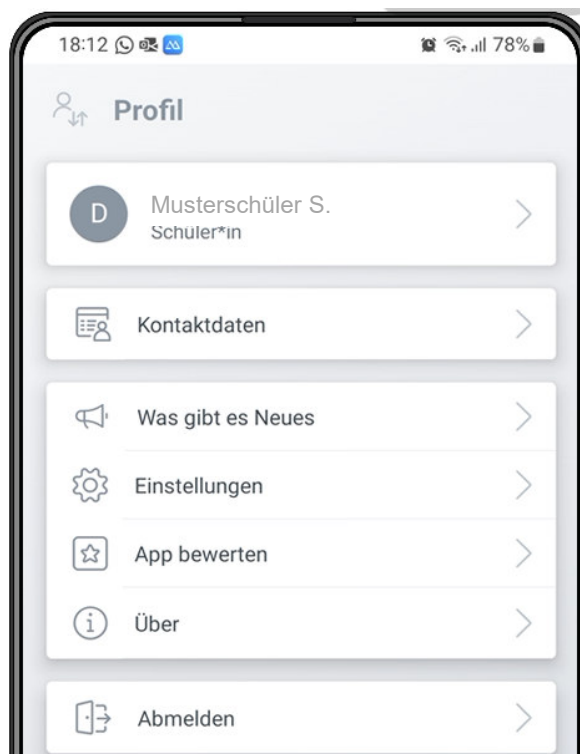 18:12 78%
Profil
D
Musterschüler S.
Schüler*in
Kontaktdaten
Was gibt es Neues
Einstellungen
App bewerten
i
Über
Abmelden